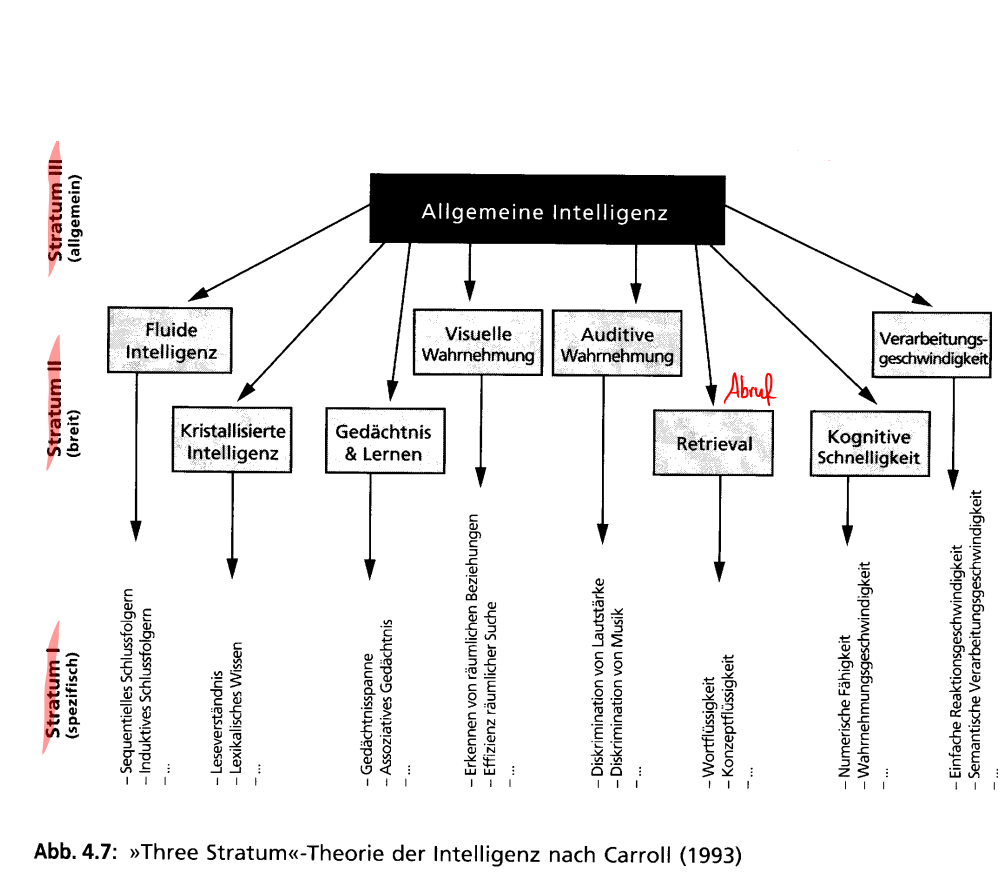 Stratum III
(allgemein)
Allgemeine Intelligenz
Stratum II
(breit)
Fluide
Intelligenz
Visuelle
Wahrnehmung
Auditive
Wahrnehmung
Verarbeitungs-
geschwindigkeit
Abruf
Kristallisierte
Intelligenz
Gedächtnis
& Lernen
Retrieval
Kognitive
Schnelligkeit
Stratum I
(spezifisch)
– Sequentielles Schlussfolgern
– Induktives Schlussfolgern
– ...
– Leseverständnis
– Lexikalisches Wissen
– ...
– Gedächtnisspanne
– Assoziatives Gedächtnis
– ...
– Erkennen von räumlichen Beziehungen
– Effizienz räumlicher Suche
– ...
– Diskrimination von Lautstärke
– Diskrimination von Musik
– ...
– Wortflüssigkeit
– Konzeptflüssigkeit
– ...
– Numerische Fähigkeit
– Wahrnehmungsgeschwindigkeit
– ...
– Einfache Reaktionsgeschwindigkeit
– Semantische Verarbeitungsgeschwindigkeit
– ...
Abb. 4.7: »Three Stratum«-Theorie der Intelligenz nach Carroll (1993)